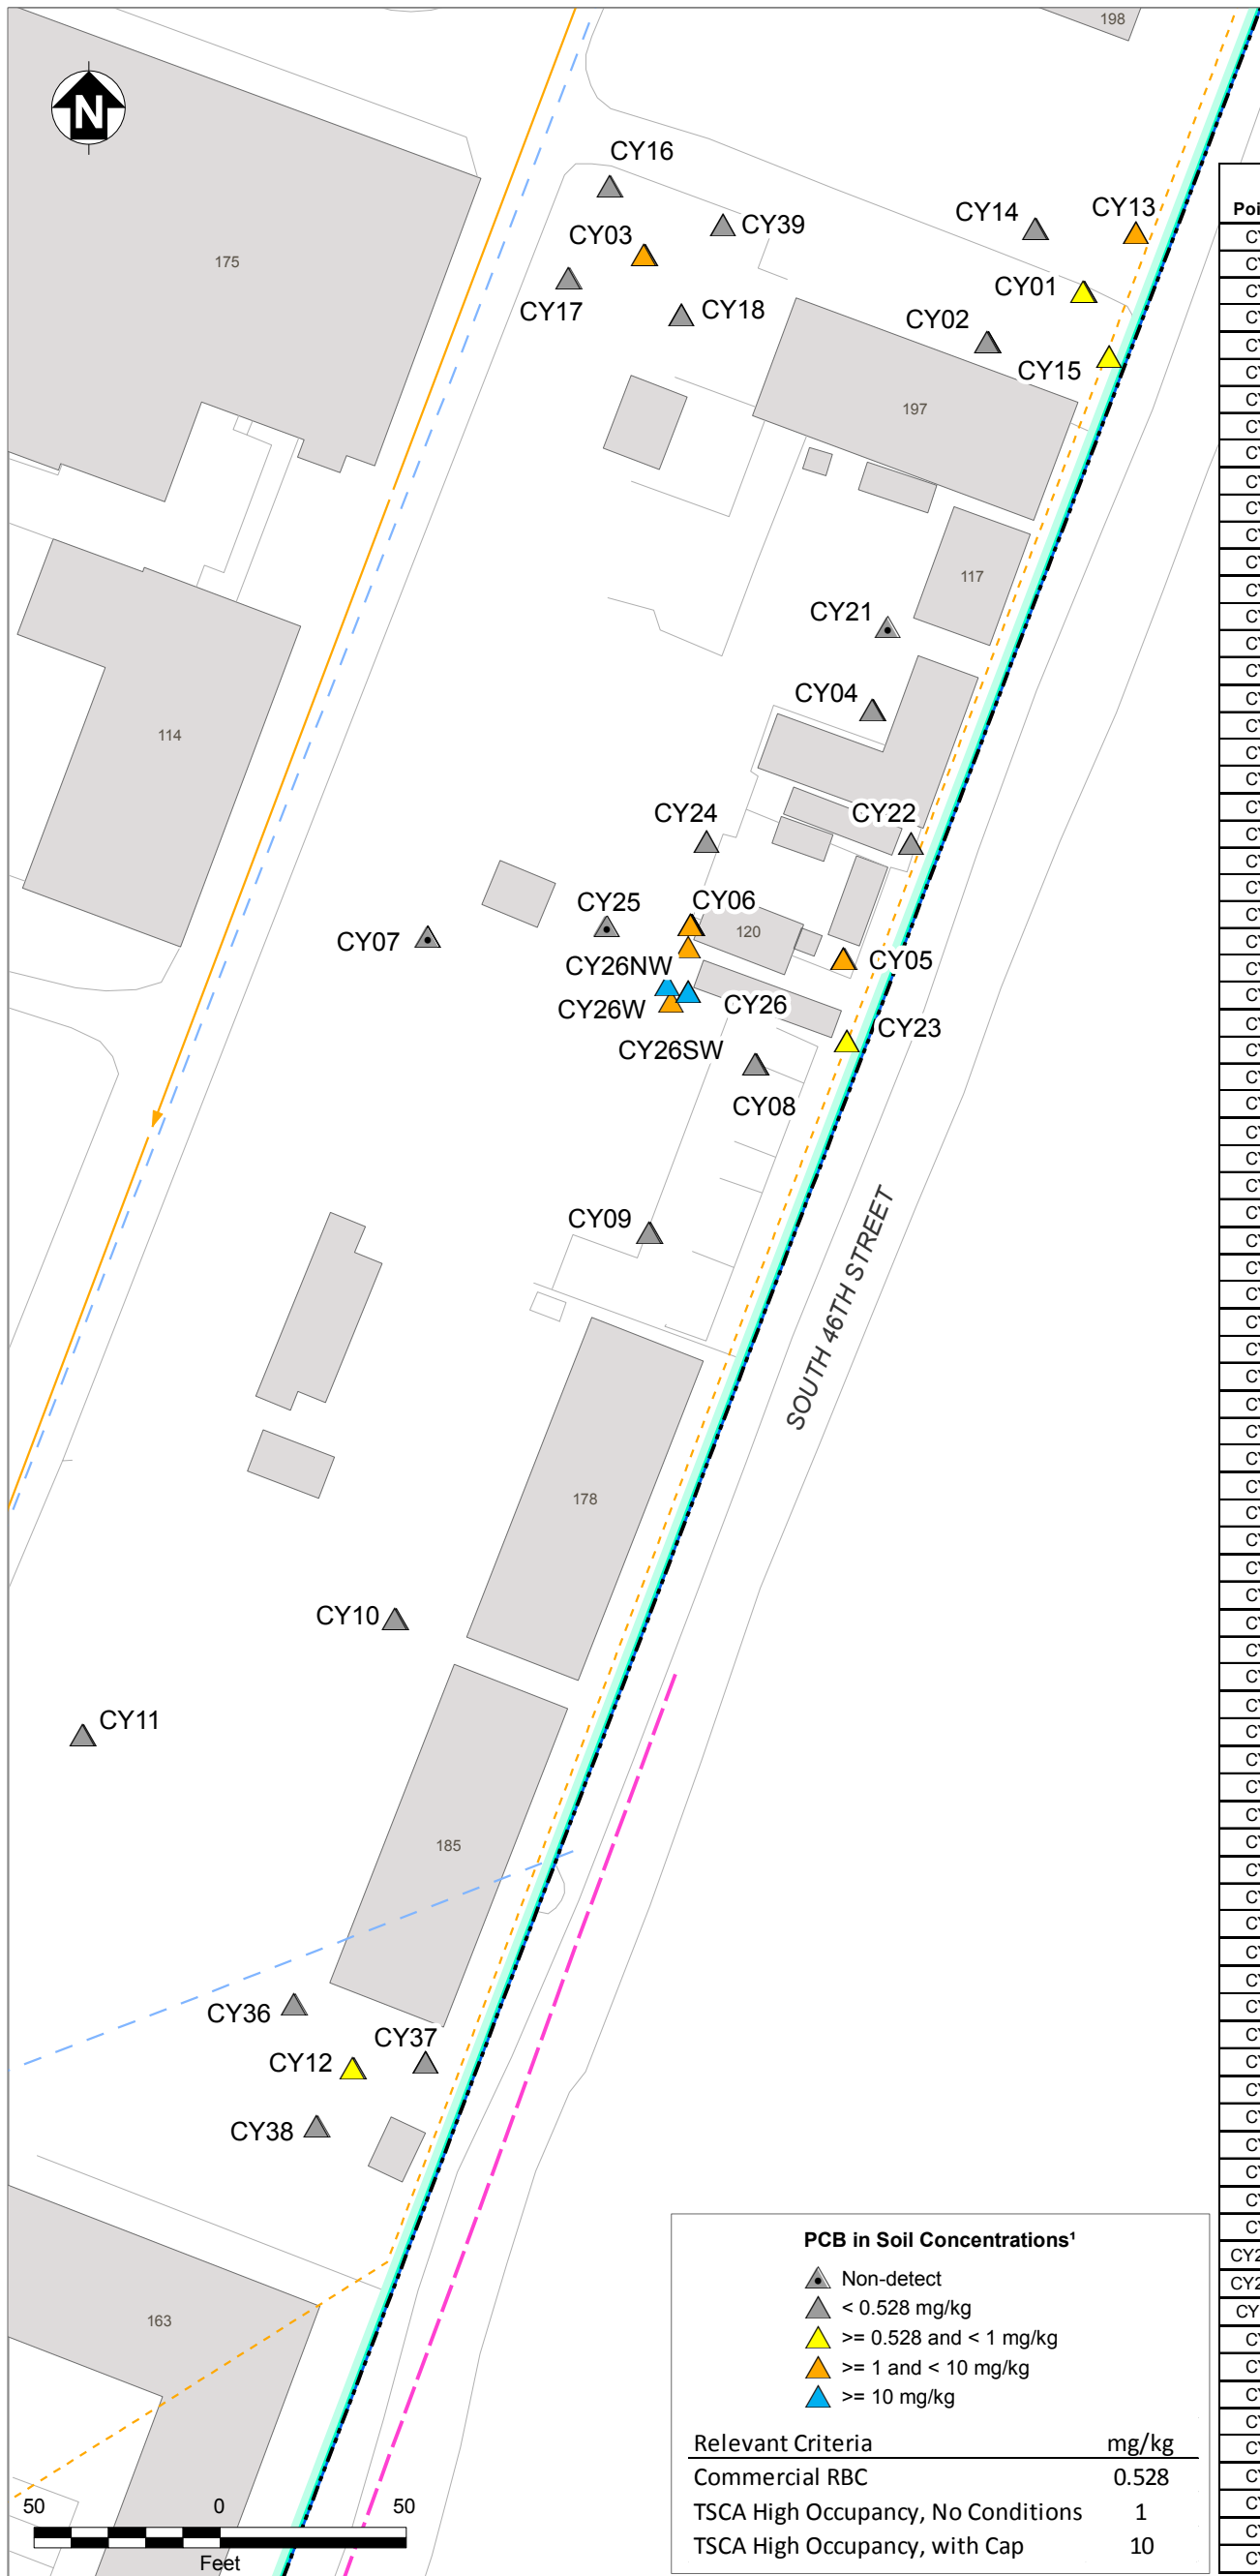 198
N
CY16
CY14
CY13
CY03
CY39
175
CY01
CY17
CY18
CY02
CY15
197
117
CY21
CY04
114
CY24
CY22
CY06
CY25
120
CY07
CY26NW
CY05
CY26W
CY26
CY23
CY26SW
CY08
CY09
SOUTH 46TH STREET
178
CY10
CY11
185
CY36
CY37
CY12
CY38
163
PCB in Soil Concentrations¹
Non-detect
< 0.528 mg/kg
>= 0.528 and < 1 mg/kg
>= 1 and < 10 mg/kg
>= 10 mg/kg
Relevant Criteria mg/kg
Commercial RBC 0.528
TSCA High Occupancy, No Conditions 1
TSCA High Occupancy, with Cap 10
50 0 50
Feet